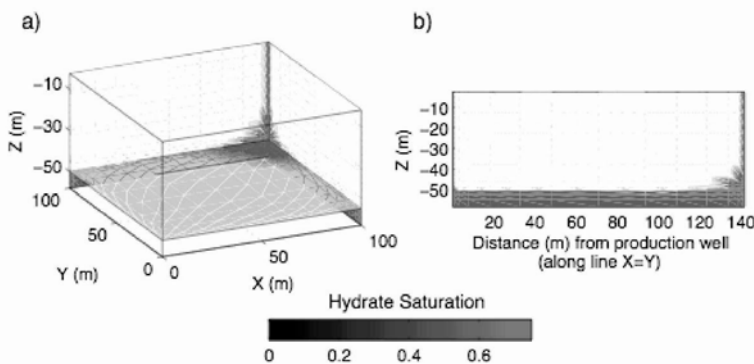 a)
b)
Z (m)
−10
−30
−50
100
50
0
Y (m)
0
50
100
X (m)
Z (m)
−10
−20
−30
−40
−50
20 40 60 80 100 120 140
Distance (m) from production well
(along line X=Y)
Hydrate Saturation
0 0.2 0.4 0.6